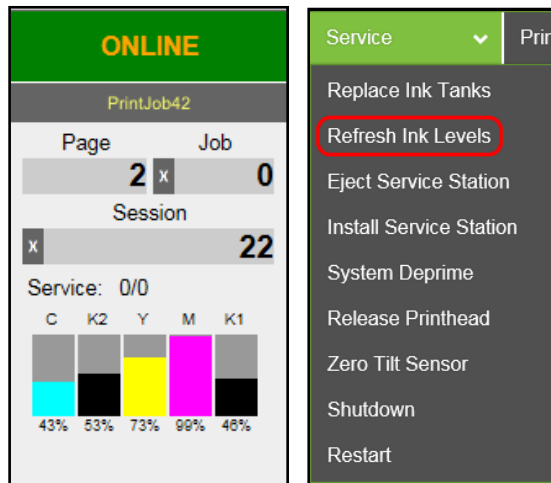 ONLINE
PrintJob42
Page Job
2 x 0
Session
x 22
Service: 0/0
C K2 Y M K1
43% 53% 73% 99% 46%
Service Prin
Replace Ink Tanks
Refresh Ink Levels
Eject Service Station
Install Service Station
System Deprime
Release Printhead
Zero Tilt Sensor
Shutdown
Restart